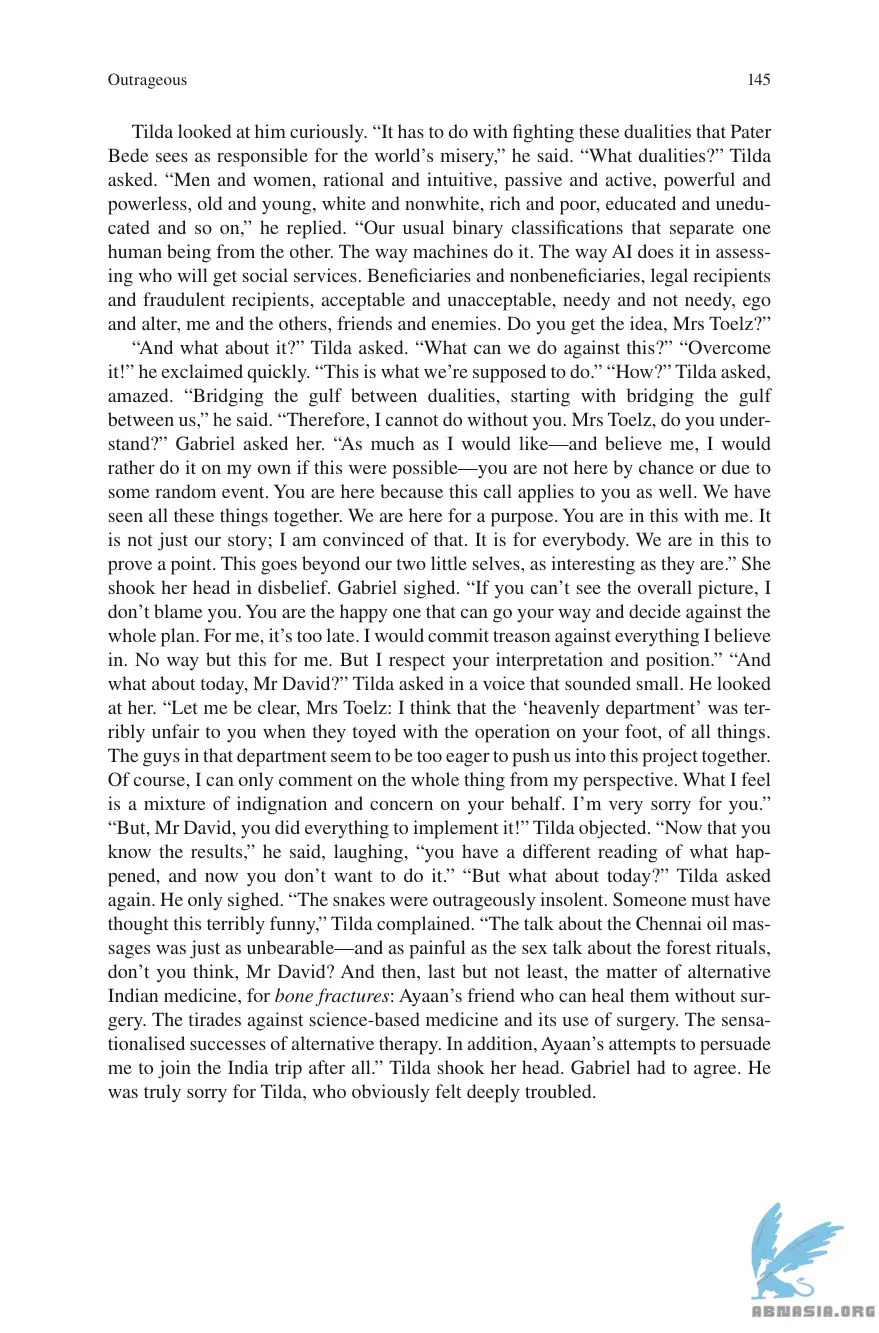 Outrageous 145
Tilda looked at him curiously. “It has to do with fighting these dualities that Pater
Bede sees as responsible for the world’s misery,” he said. “What dualities?” Tilda
asked. “Men and women, rational and intuitive, passive and active, powerful and
powerless, old and young, white and nonwhite, rich and poor, educated and unedu-
cated and so on,” he replied. “Our usual binary classifications that separate one
human being from the other. The way machines do it. The way AI does it in assess-
ing who will get social services. Beneficiaries and nonbeneficiaries, legal recipients
and fraudulent recipients, acceptable and unacceptable, needy and not needy, ego
and alter, me and the others, friends and enemies. Do you get the idea, Mrs Toelz?”
“And what about it?” Tilda asked. “What can we do against this?” “Overcome
it!” he exclaimed quickly. “This is what we’re supposed to do.” “How?” Tilda asked,
amazed. “Bridging the gulf between dualities, starting with bridging the gulf
between us,” he said. “Therefore, I cannot do without you. Mrs Toelz, do you under-
stand?” Gabriel asked her. “As much as I would like—and believe me, I would
rather do it on my own if this were possible—you are not here by chance or due to
some random event. You are here because this call applies to you as well. We have
seen all these things together. We are here for a purpose. You are in this with me. It
is not just our story; I am convinced of that. It is for everybody. We are in this to
prove a point. This goes beyond our two little selves, as interesting as they are.” She
shook her head in disbelief. Gabriel sighed. “If you can’t see the overall picture, I
don’t blame you. You are the happy one that can go your way and decide against the
whole plan. For me, it’s too late. I would commit treason against everything I believe
in. No way but this for me. But I respect your interpretation and position.” “And
what about today, Mr David?” Tilda asked in a voice that sounded small. He looked
at her. “Let me be clear, Mrs Toelz: I think that the ‘heavenly department’ was ter-
ribly unfair to you when they toyed with the operation on your foot, of all things.
The guys in that department seem to be too eager to push us into this project together.
Of course, I can only comment on the whole thing from my perspective. What I feel
is a mixture of indignation and concern on your behalf. I’m very sorry for you.”
“But, Mr David, you did everything to implement it!” Tilda objected. “Now that you
know the results,” he said, laughing, “you have a different reading of what hap-
pened, and now you don’t want to do it.” “But what about today?” Tilda asked
again. He only sighed. “The snakes were outrageously insolent. Someone must have
thought this terribly funny,” Tilda complained. “The talk about the Chennai oil mas-
sages was just as unbearable—and as painful as the sex talk about the forest rituals,
don’t you think, Mr David? And then, last but not least, the matter of alternative
Indian medicine, for bone fractures: Ayaan’s friend who can heal them without sur-
gery. The tirades against science-based medicine and its use of surgery. The sensa-
tionalised successes of alternative therapy. In addition, Ayaan’s attempts to persuade
me to join the India trip after all.” Tilda shook her head. Gabriel had to agree. He
was truly sorry for Tilda, who obviously felt deeply troubled.
ABNASIA.ORG